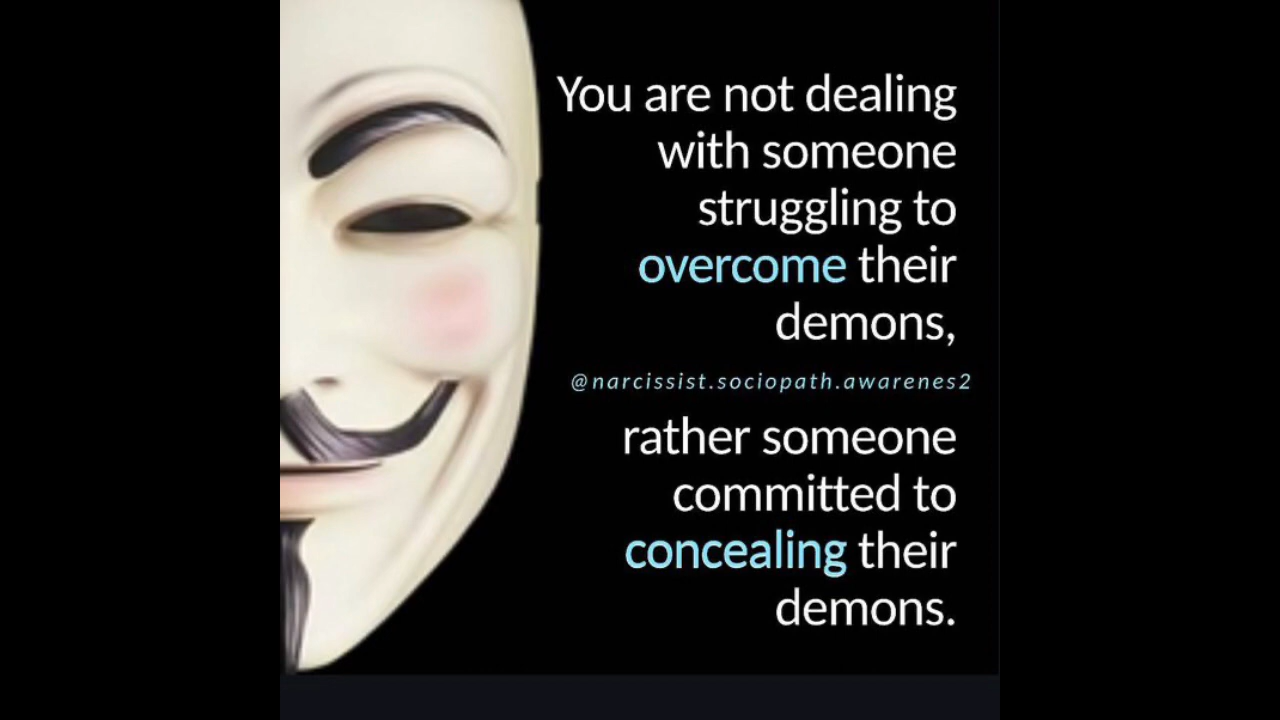 You are not dealing
with someone
struggling to
overcome their
demons,
@narcissist.sociopath.awarenes2
rather someone
committed to
concealing their
demons.